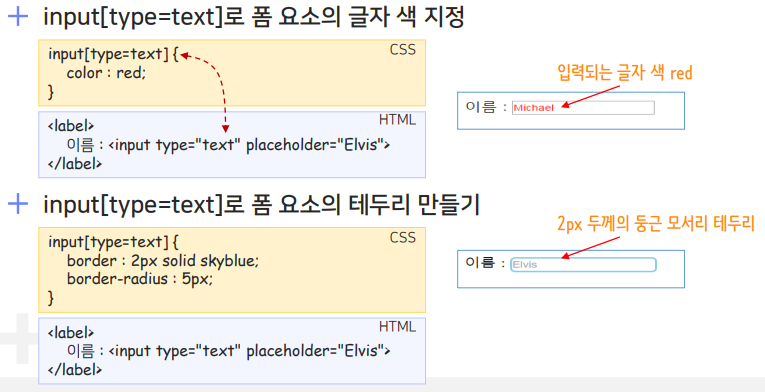 + input[type=text]로 폼 요소의 글자 색 지정
CSS
input[type=text] {
color : red;
}
입력되는 글자 색 red
이름 : Michael
HTML
<label>
이름 : <input type="text" placeholder="Elvis">
</label>
+ input[type=text]로 폼 요소의 테두리 만들기
CSS
input[type=text] {
border : 2px solid skyblue;
border-radius : 5px;
}
2px 두께의 둥근 모서리 테두리
이름 : Elvis
HTML
<label>
이름 : <input type="text" placeholder="Elvis">
</label>